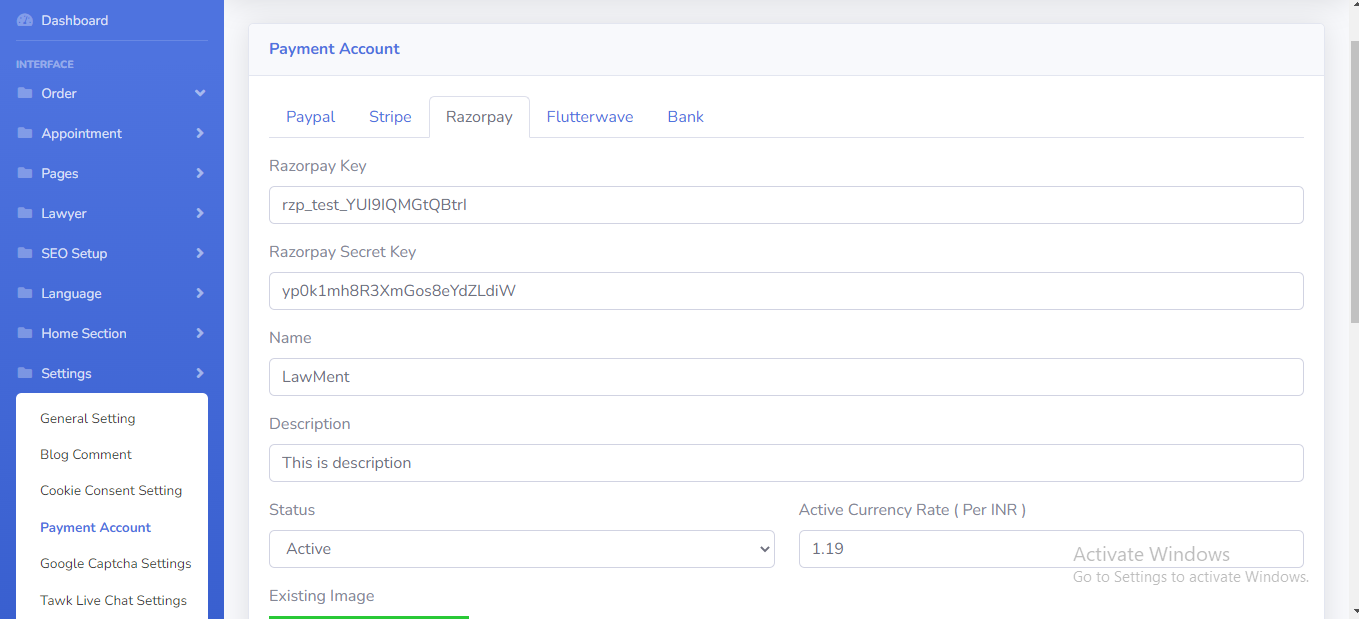 Dashboard
INTERFACE
Order
Appointment
Pages
Lawyer
SEO Setup
Language
Home Section
Settings
General Setting
Blog Comment
Cookie Consent Setting
Payment Account
Google Captcha Settings
Tawk Live Chat Settings
Payment Account
Paypal Stripe Razorpay Flutterwave Bank
Razorpay Key
rzp_test_YUI9IQMGtQBtrI
Razorpay Secret Key
yp0k1mh8R3XmGos8eYdZLdiW
Name
LawMent
Description
This is description
Status Active Currency Rate ( Per INR )
Active 1.19
Existing Image
Activate Windows
Go to Settings to activate Windows.